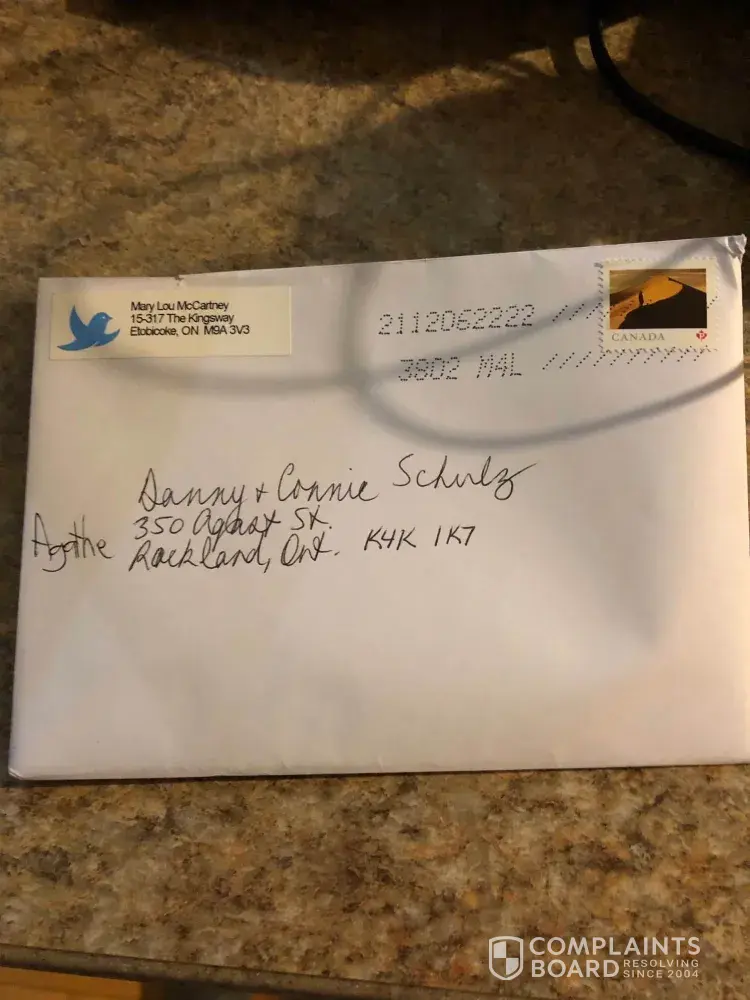 Mary Lou McCartney
15-317 The Kingsway
Etobicoke, ON M9A 3V3
2112062222 //////////
3802 MAL //////////
CANADA P
Danny + Connie Schulz
350 Agaat St.
Agathe
Rockland, Ont. K4K 1K7
COMPLAINTS
BOARD RESOLVING
SINCE 2004